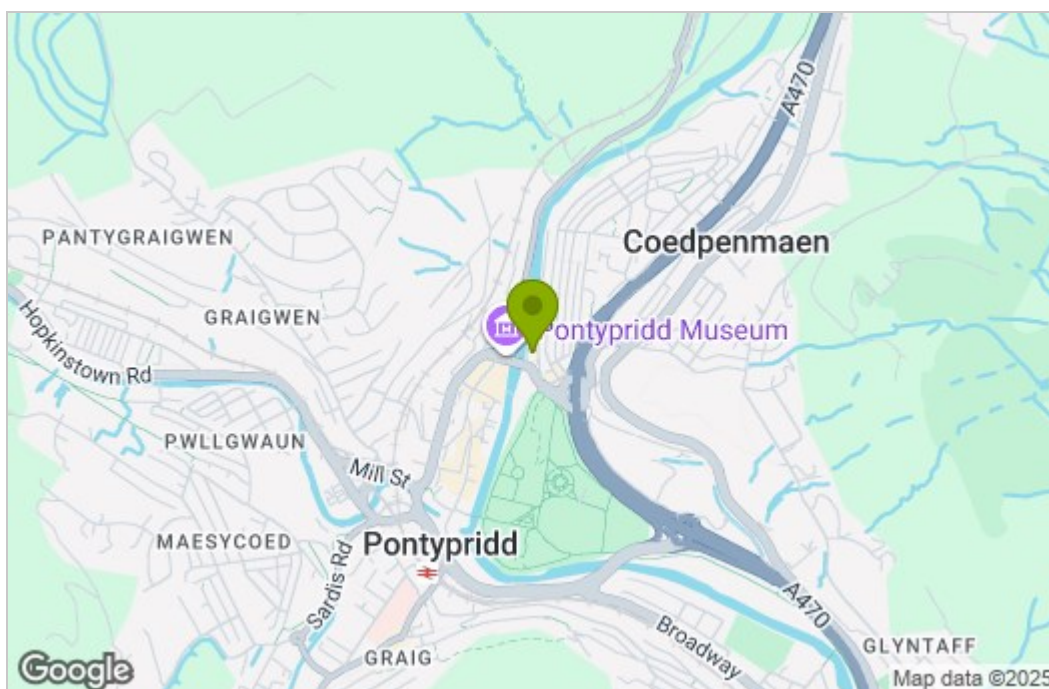 A470
Coedpenmaen
PANTYGRAIGWEN
GRAIGWEN
Pontypridd Museum
Hopkinstown Rd
PWLLGWAUN
Mill St
MAESYCOED
Pontypridd
Sardis Rd
A470
Broadway
GRAIG
GLYNTAFF
Google
Map data ©2025